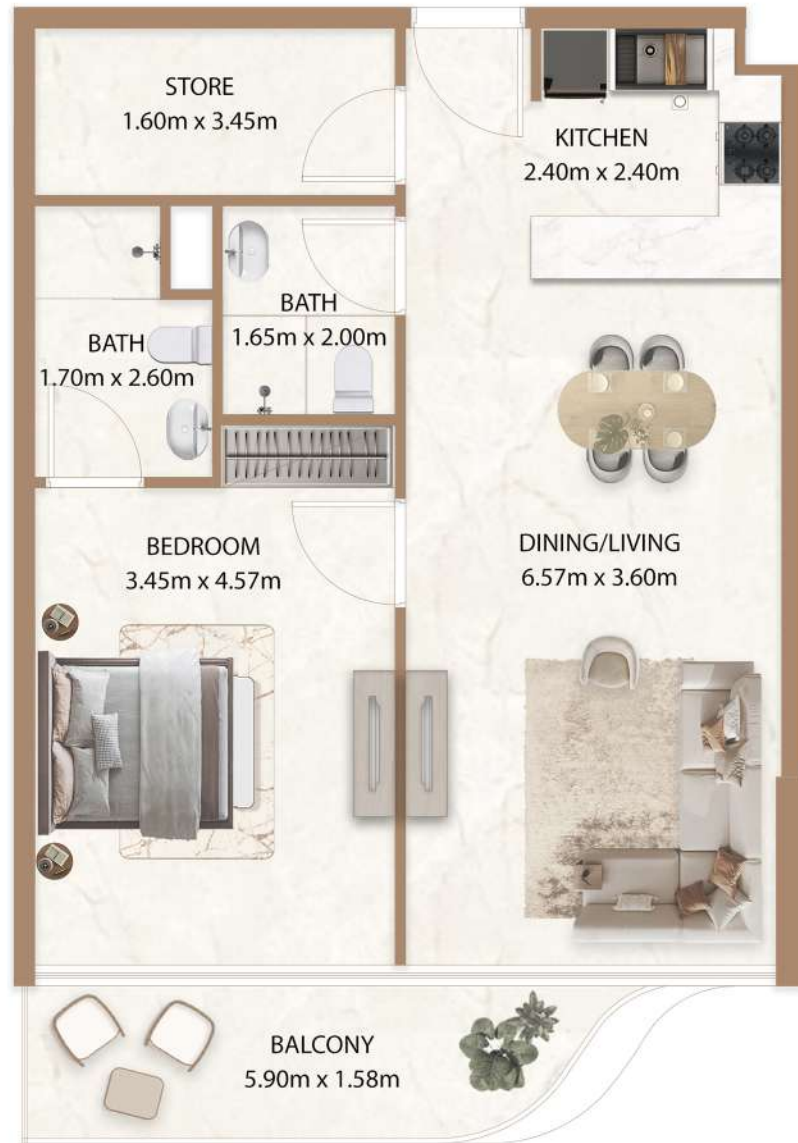 STORE
1.60m x 3.45m
KITCHEN
2.40m x 2.40m
BATH
1.65m x 2.00m
BATH
1.70m x 2.60m
BEDROOM
3.45m x 4.57m
DINING/LIVING
6.57m x 3.60m
BALCONY
5.90m x 1.58m